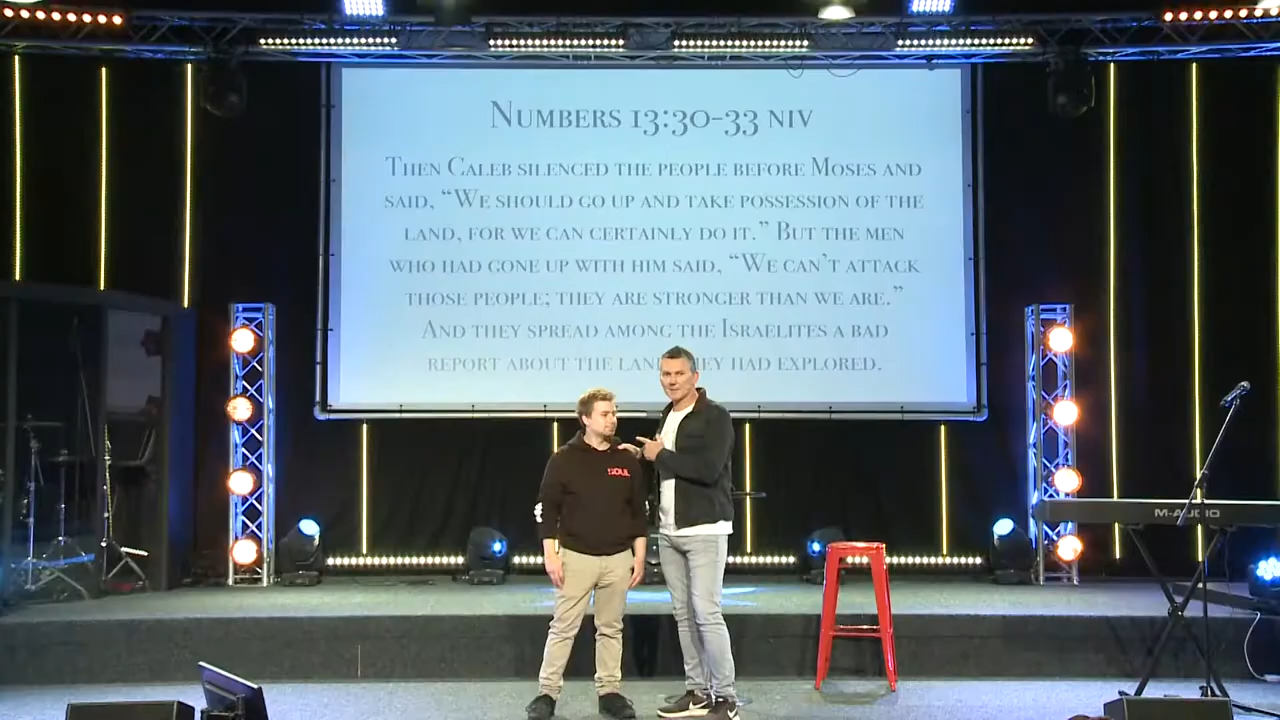 Numbers 13:30-33 NIV
Then Caleb silenced the people before Moses and
said, “We should go up and take possession of the
land, for we can certainly do it.” But the men
who had gone up with him said, “We can’t attack
those people; they are stronger than we are.”
And they spread among the Israelites a bad
report about the land they had explored.
SOUL
M-AUDIO